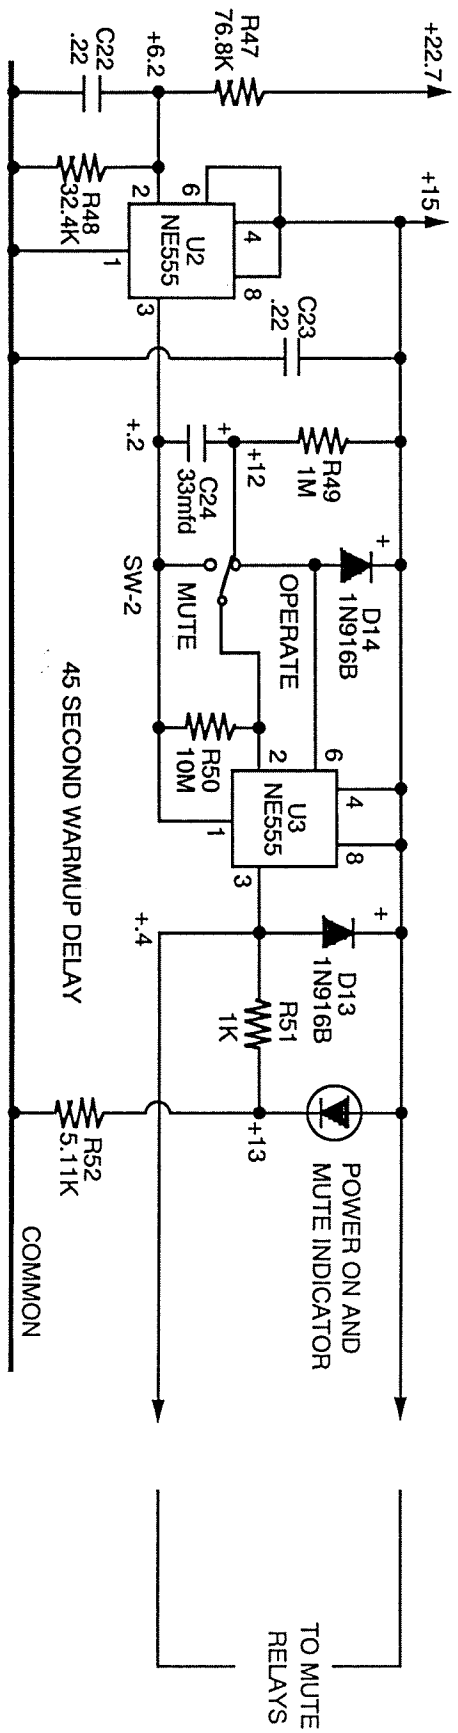 +22.7
R47
76.8K
+6.2
C22
.22
+15
6
2
4
8
U2
NE555
1
3
R48
32.4K
C23
.22
+.2
+
+12
C24
33mfd
R49
1M
SW-2
MUTE
OPERATE
+
D14
1N916B
R50
10M
2
6
4
8
U3
NE555
1
3
45 SECOND WARMUP DELAY
+
D13
1N916B
+.4
R51
1K
+13
R52
5.11K
POWER ON AND
MUTE INDICATOR
COMMON
TO MUTE
RELAYS